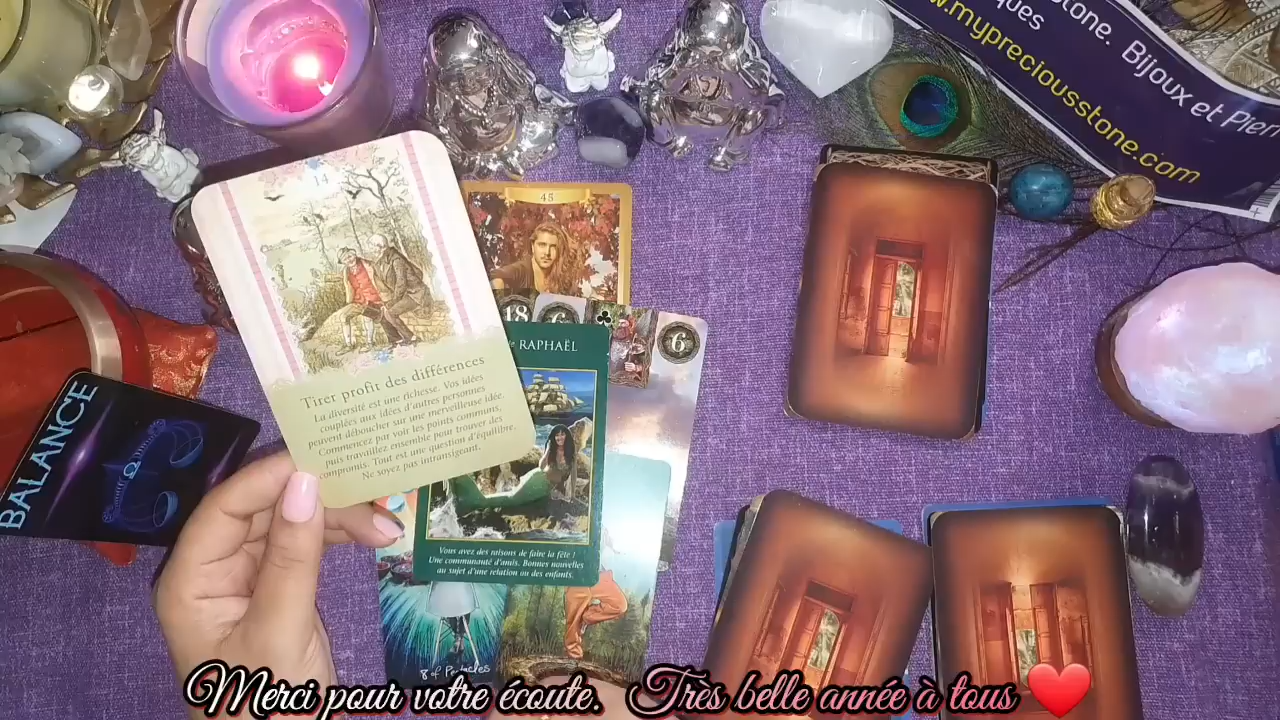 Stone. Bijoux et Pier
ques
www.mypreciousstone.com
14
45
Tirer profit des différences
La diversité est une richesse. Vos idées
couplées aux idées d'autres personnes
peuvent déboucher sur une merveilleuse idée.
Commencez par voir les points communs,
puis travaillez ensemble pour trouver des
compromis. Tout est une question d'équilibre.
Ne soyez pas intransigeant.
18
6
RAPHAËL
Vous avez des raisons de faire la fête !
Une communauté d'amis. Bonnes nouvelles
au sujet d'une relation ou des enfants.
BALANCE
8 of Pentacles
Merci pour votre écoute. Très belle année à tous ❤️